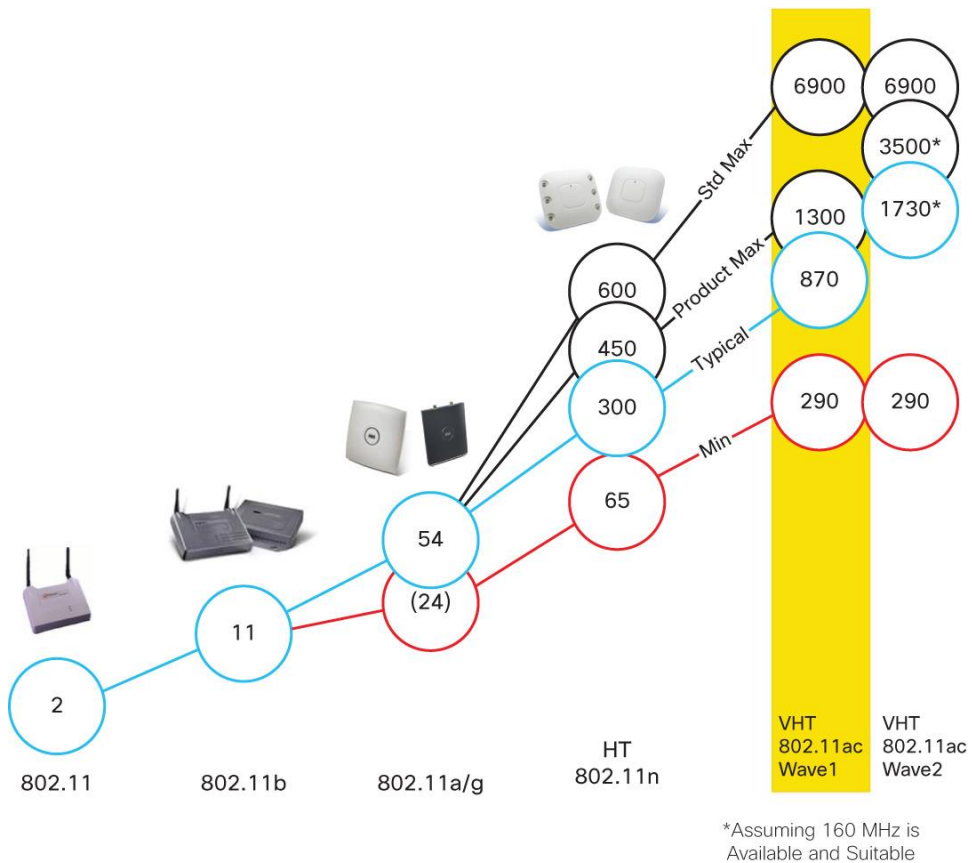 6900
6900
3500*
Std Max
1300
1730*
Product Max
600
870
450
Typical
300
290
290
Min
65
54
(24)
11
2
802.11
802.11b
802.11a/g
HT
802.11n
VHT
802.11ac
Wave1
VHT
802.11ac
Wave2
*Assuming 160 MHz is
Available and Suitable